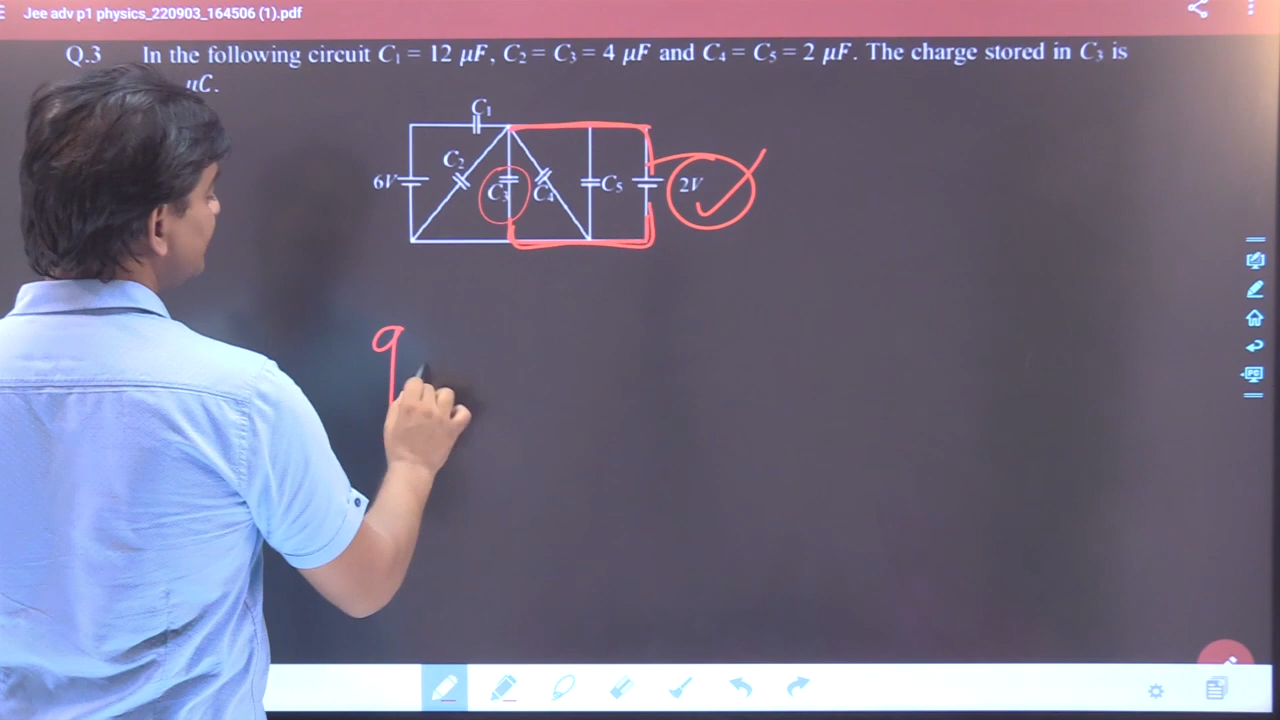 Jee adv p1 physics_220903_164506 (1).pdf
Q.3 In the following circuit C₁ = 12 μF, C₂ = C₃ = 4 μF and C₄ = C₅ = 2 μF. The charge stored in C₃ is
μC.
C₁
C₂
6V
C₃
C₄
C₅
2V
q
PC